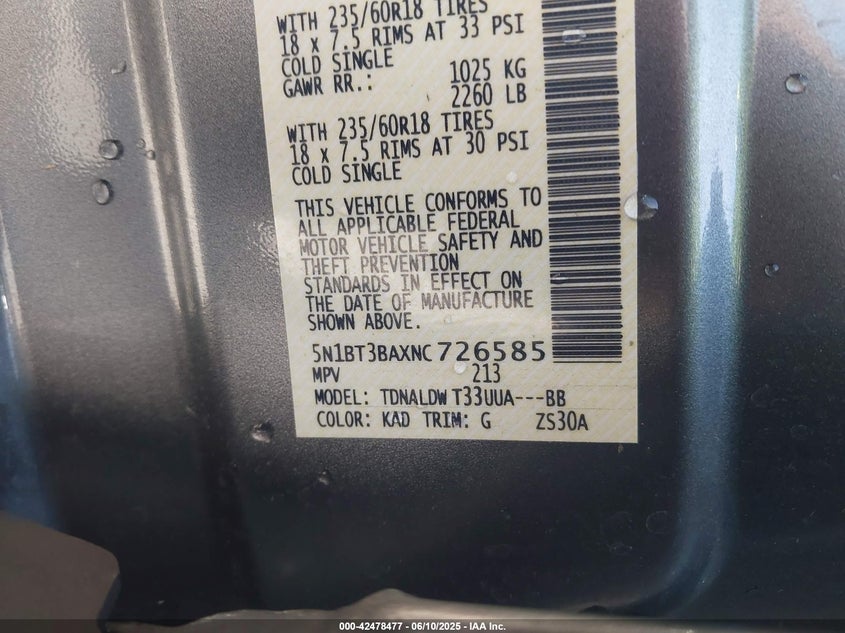 WITH 235/60R18 TIRES
18 x 7.5 RIMS AT 33 PSI
COLD SINGLE
GAWR RR.: 1025 KG
2260 LB
WITH 235/60R18 TIRES
18 x 7.5 RIMS AT 30 PSI
COLD SINGLE
THIS VEHICLE CONFORMS TO
ALL APPLICABLE FEDERAL
MOTOR VEHICLE SAFETY AND
THEFT PREVENTION
STANDARDS IN EFFECT ON
THE DATE OF MANUFACTURE
SHOWN ABOVE.
5N1BT3BAXNC726585
MPV 213
MODEL: TDNALDW T33UUA---BB
COLOR: KAD TRIM: G ZS30A
000-42478477 - 06/10/2025 - IAA Inc.